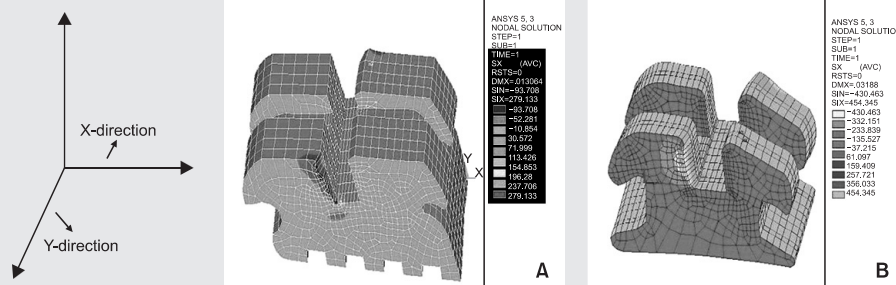 X-direction
Y-direction
ANSYS 5, 3
NODAL SOLUTION
STEP=1
SUB=1
TIME=1
SX (AVC)
RSTS=0
DMX=.013064
SIN=-93.708
SIX=279.133
-93.708
-52.281
-10.854
30.572
71.999
113.426
154.853
196.28
237.706
279.133
Y
X
A
ANSYS 5, 3
NODAL SOLUTIO
STEP=1
SUB=1
TIME=1
SX (AVC)
RSTS=0
DMX=,03188
SIN=-430,463
SIX=454,345
-430.463
-332.151
-233.839
-135.527
-37,215
61,097
159,409
257,721
356,033
454,345
B